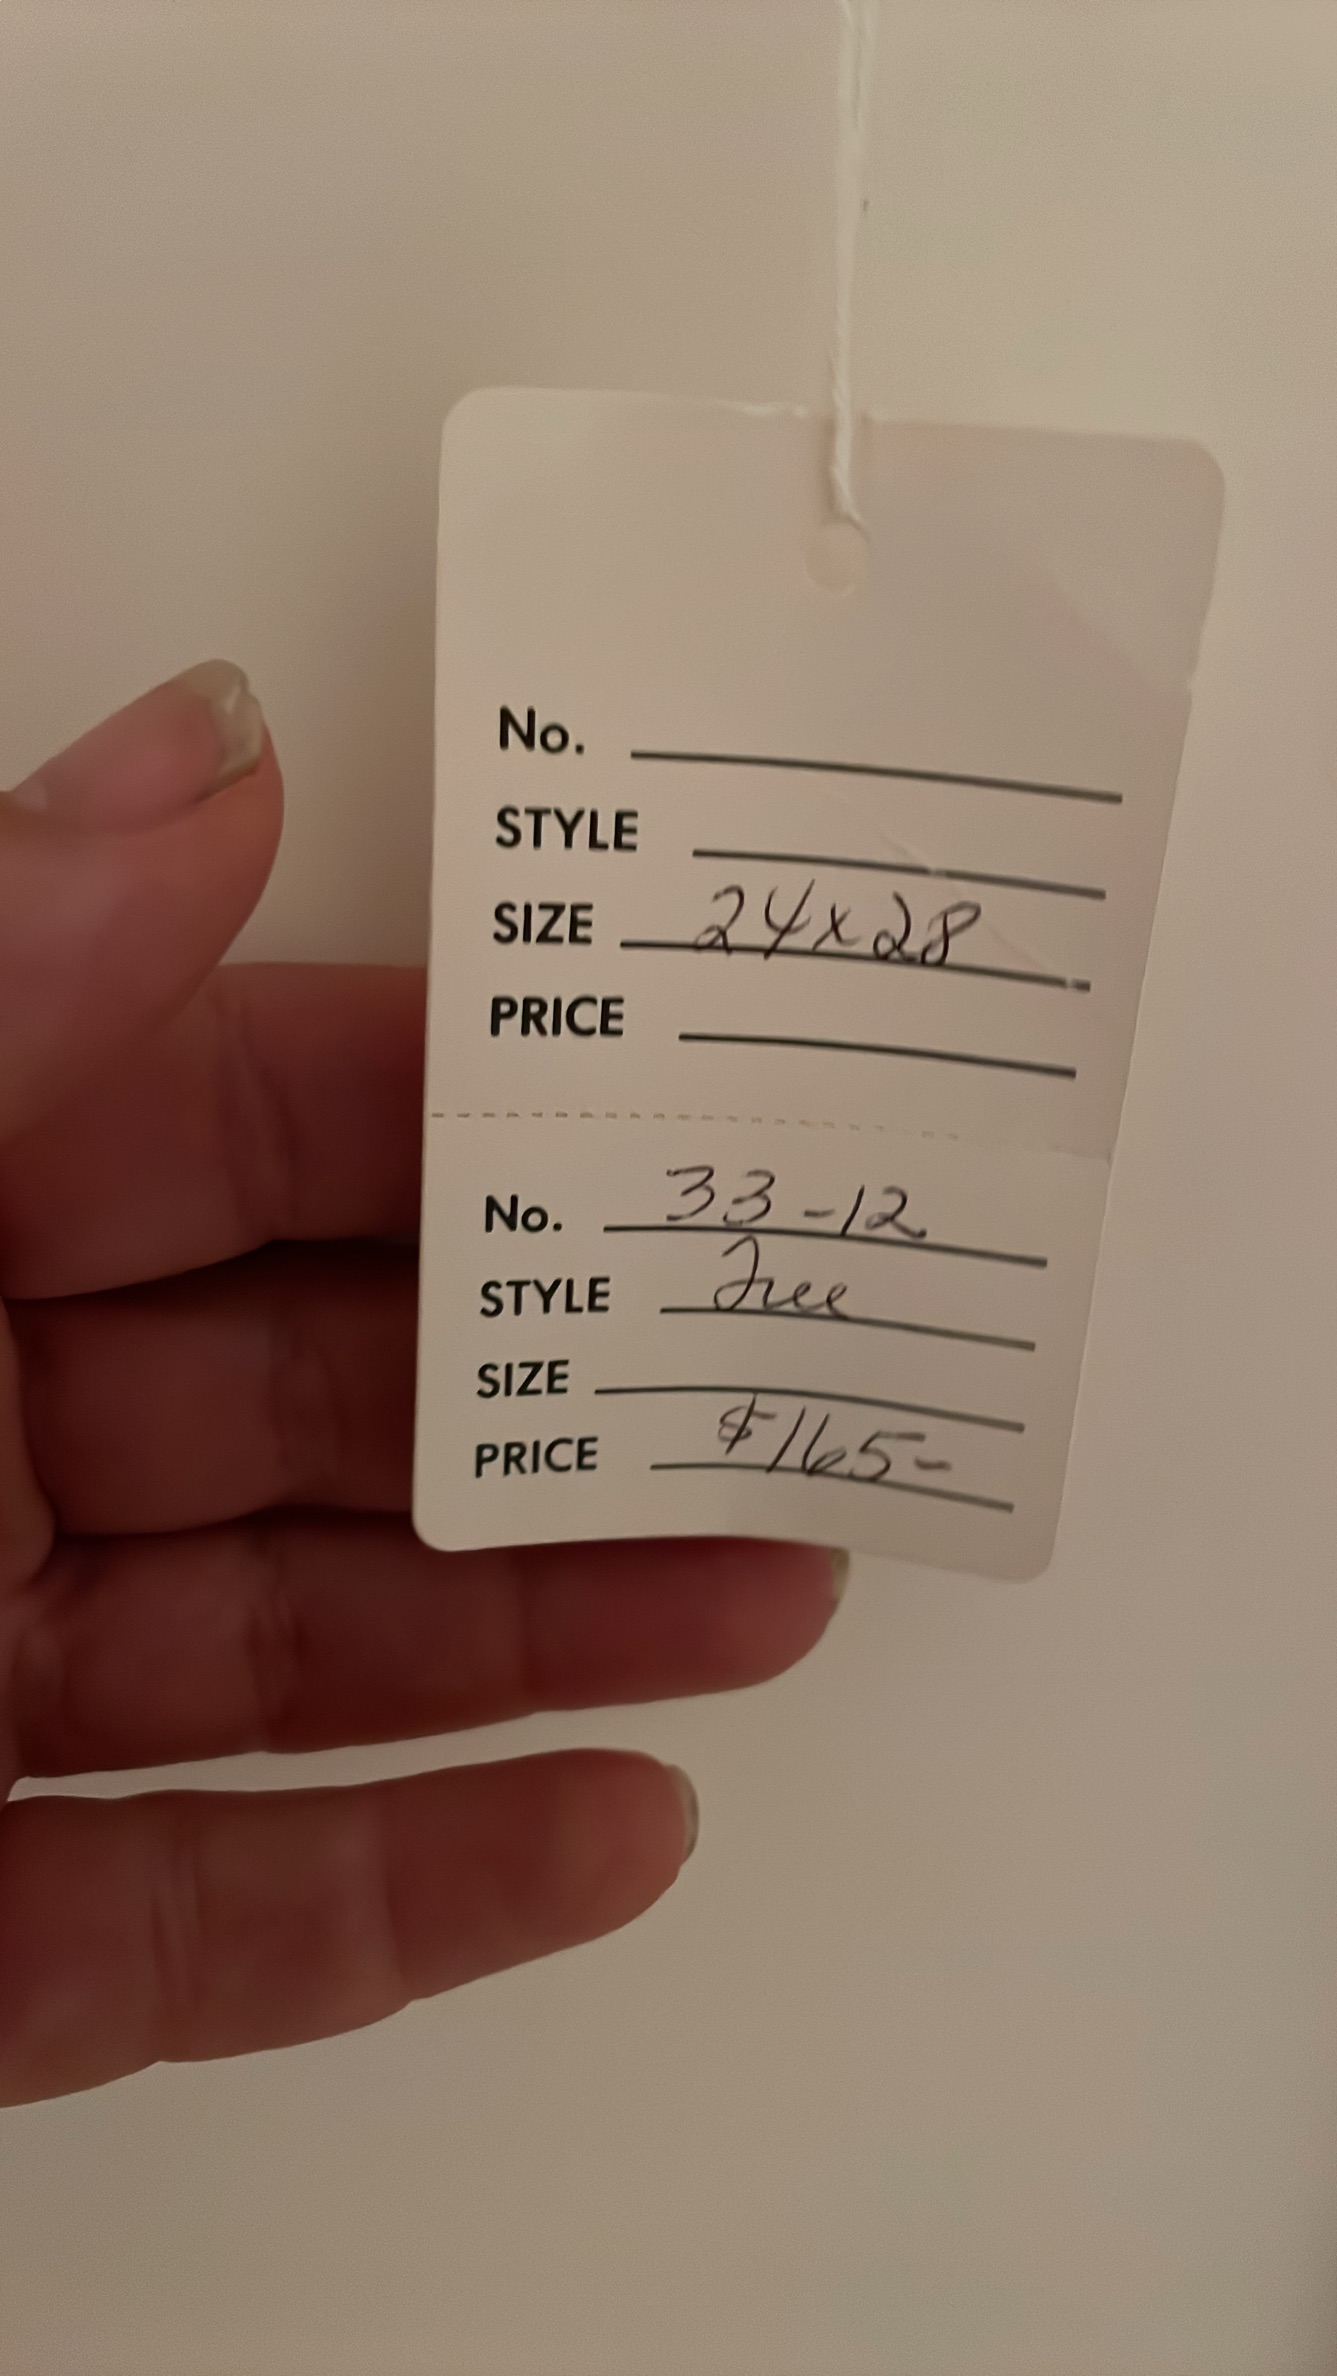 No.
STYLE
SIZE 24x28
PRICE
No. 33-12
STYLE Tree
SIZE
PRICE $165-